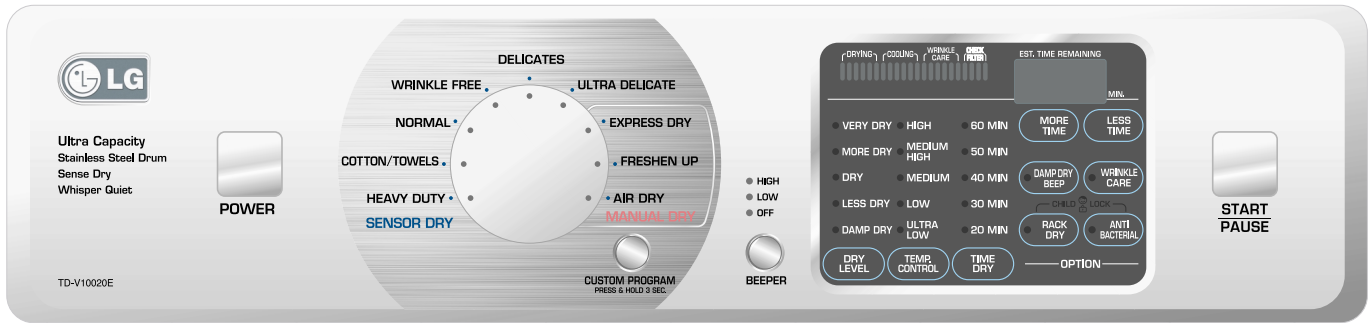 LG
Ultra Capacity
Stainless Steel Drum
Sense Dry
Whisper Quiet
TD-V10020E
POWER
DELICATES
WRINKLE FREE
ULTRA DELICATE
NORMAL
EXPRESS DRY
COTTON/TOWELS
FRESHEN UP
HEAVY DUTY
AIR DRY
SENSOR DRY
MANUAL DRY
CUSTOM PROGRAM
PRESS & HOLD 3 SEC.
HIGH
LOW
OFF
BEEPER
DRYING
COOLING
WRINKLE
CARE
CHECK
FILTER
EST. TIME REMAINING
MIN.
VERY DRY
HIGH
60 MIN
MORE DRY
MEDIUM
HIGH
50 MIN
DRY
MEDIUM
40 MIN
LESS DRY
LOW
30 MIN
DAMP DRY
ULTRA
LOW
20 MIN
DRY
LEVEL
TEMP.
CONTROL
TIME
DRY
MORE
TIME
LESS
TIME
DAMP DRY
BEEP
WRINKLE
CARE
CHILD LOCK
RACK
DRY
ANTI
BACTERIAL
OPTION
START
PAUSE